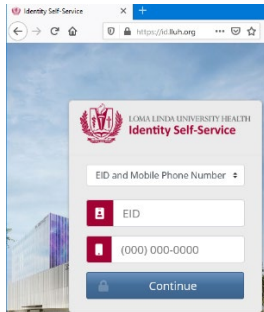 Identity Self-Service
https://id.lluh.org
LOMA LINDA UNIVERSITY HEALTH
Identity Self-Service
EID and Mobile Phone Number
EID
(000) 000-0000
Continue